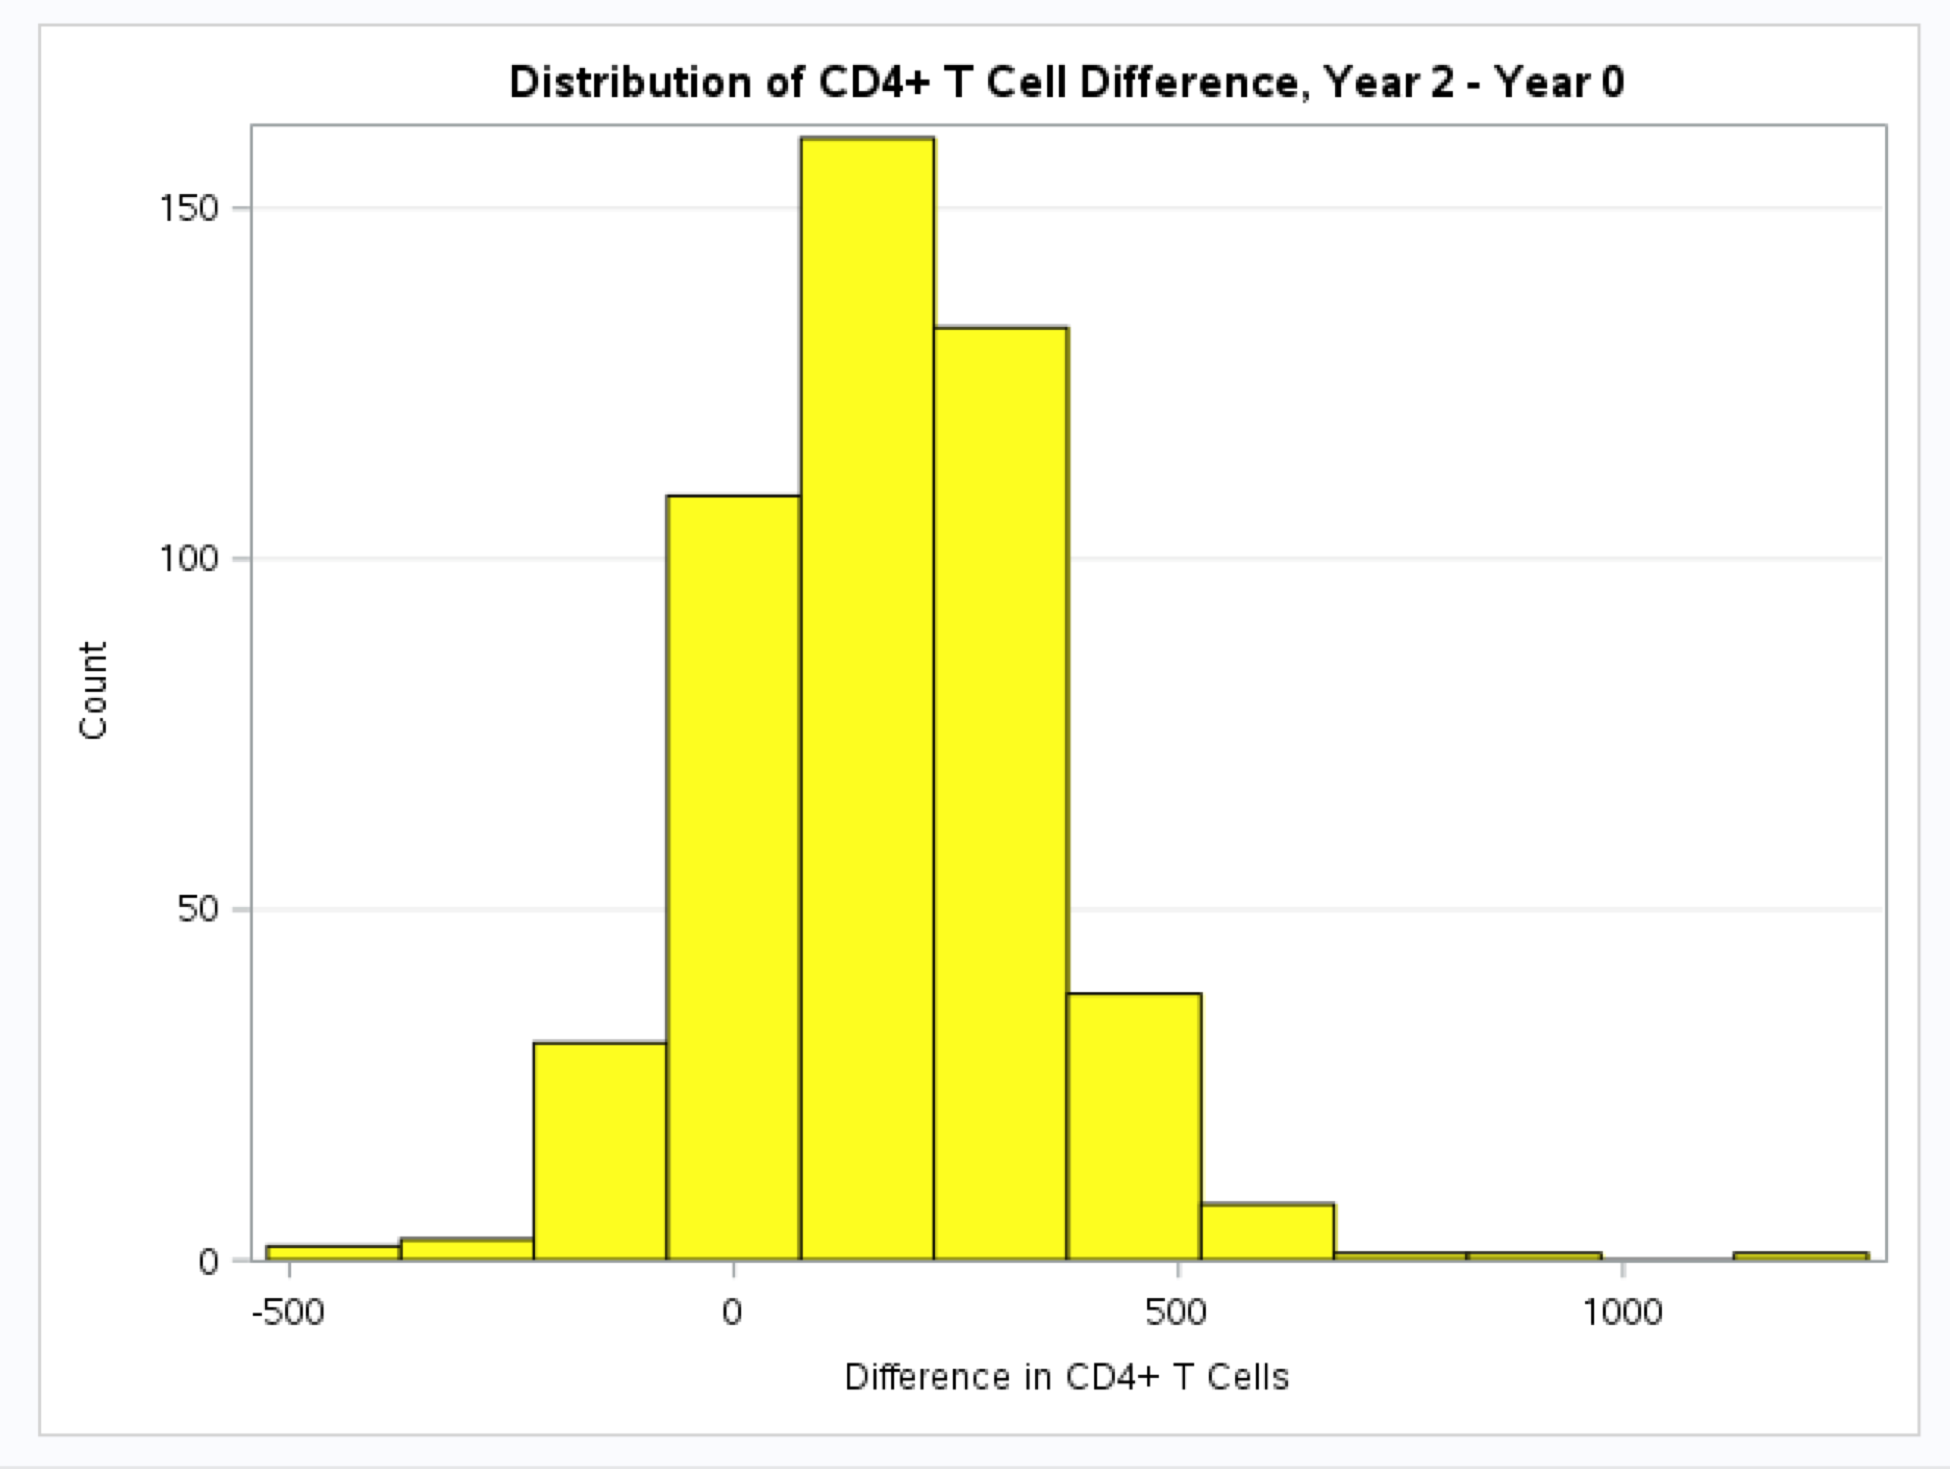 Distribution of CD4+ T Cell Difference, Year 2 - Year 0
150
100
50
0
Count
-500
0
500
1000
Difference in CD4+ T Cells